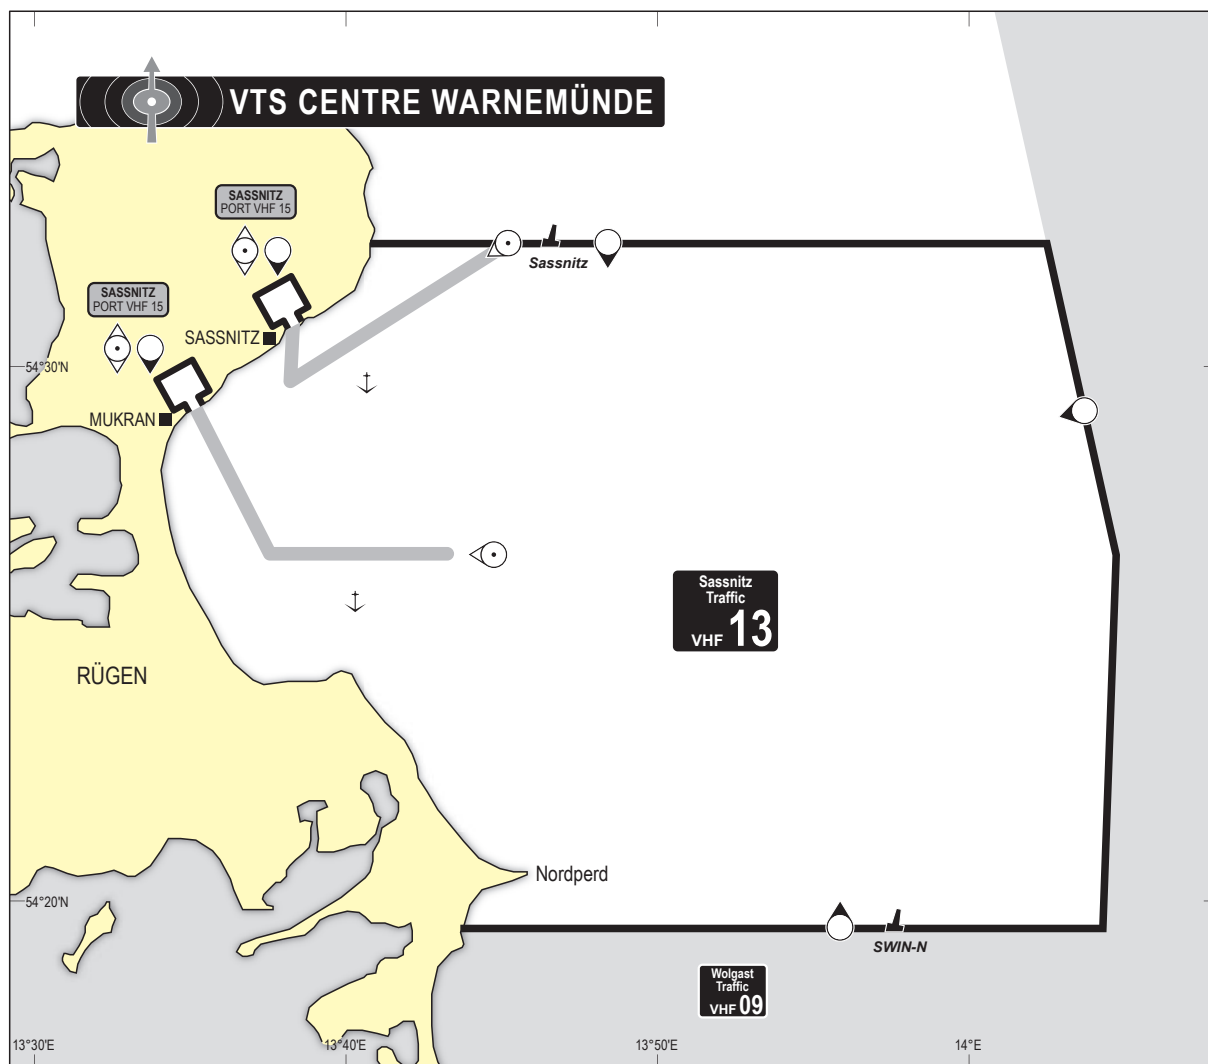 VTS CENTRE WARNEMÜNDE
SASSNITZ
PORT VHF 15
Sassnitz
SASSNITZ
PORT VHF 15
SASSNITZ
54°30'N
MUKRAN
Sassnitz
Traffic
VHF 13
RÜGEN
Nordperd
54°20'N
SWIN-N
Wolgast
Traffic
VHF 09
13°30'E
13°40'E
13°50'E
14°E